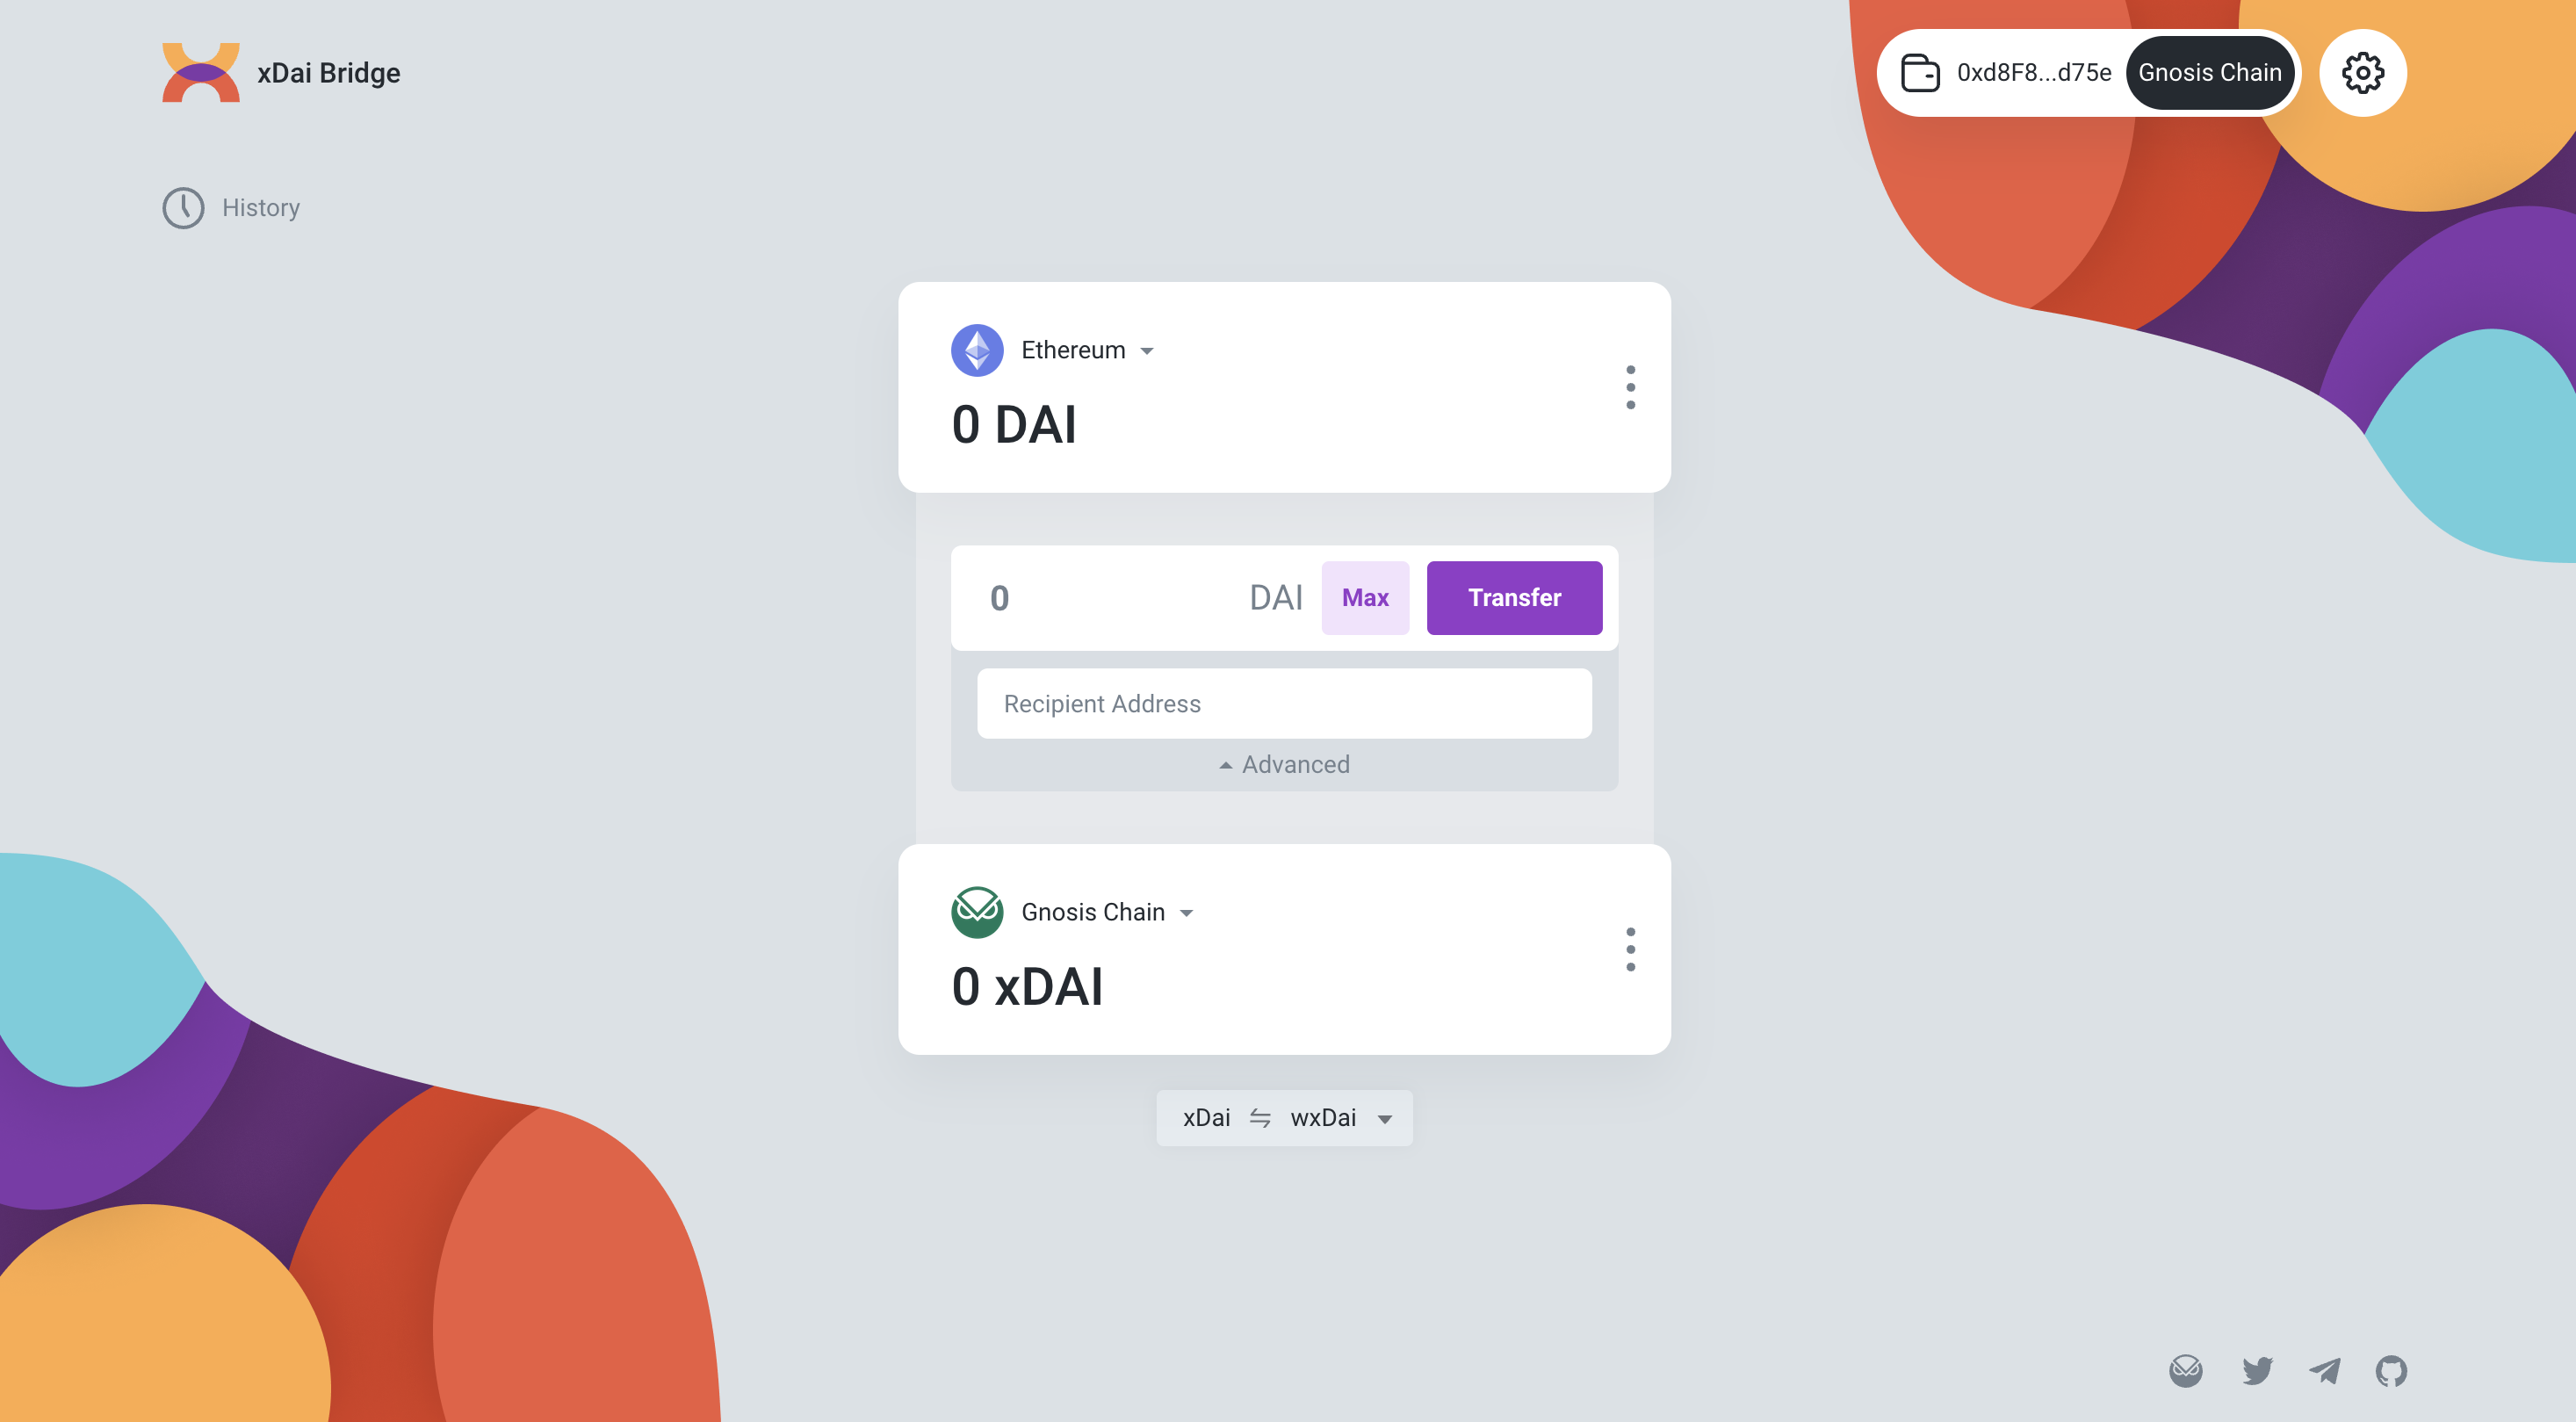 xDai Bridge
0xd8F8...d75e Gnosis Chain
History
Ethereum
0 DAI
0 DAI Max Transfer
Recipient Address
Advanced
Gnosis Chain
0 xDAI
xDai wxDai